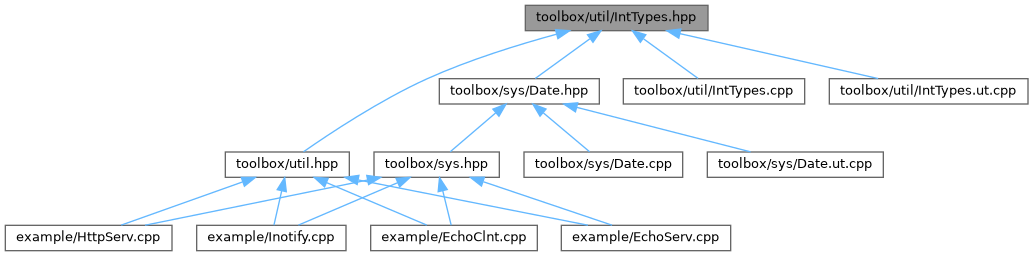 toolbox/util/IntTypes.hpp
toolbox/sys/Date.hpp
toolbox/util/IntTypes.cpp
toolbox/util/IntTypes.ut.cpp
toolbox/util.hpp
toolbox/sys.hpp
toolbox/sys/Date.cpp
toolbox/sys/Date.ut.cpp
example/HttpServ.cpp
example/Inotify.cpp
example/EchoClnt.cpp
example/EchoServ.cpp